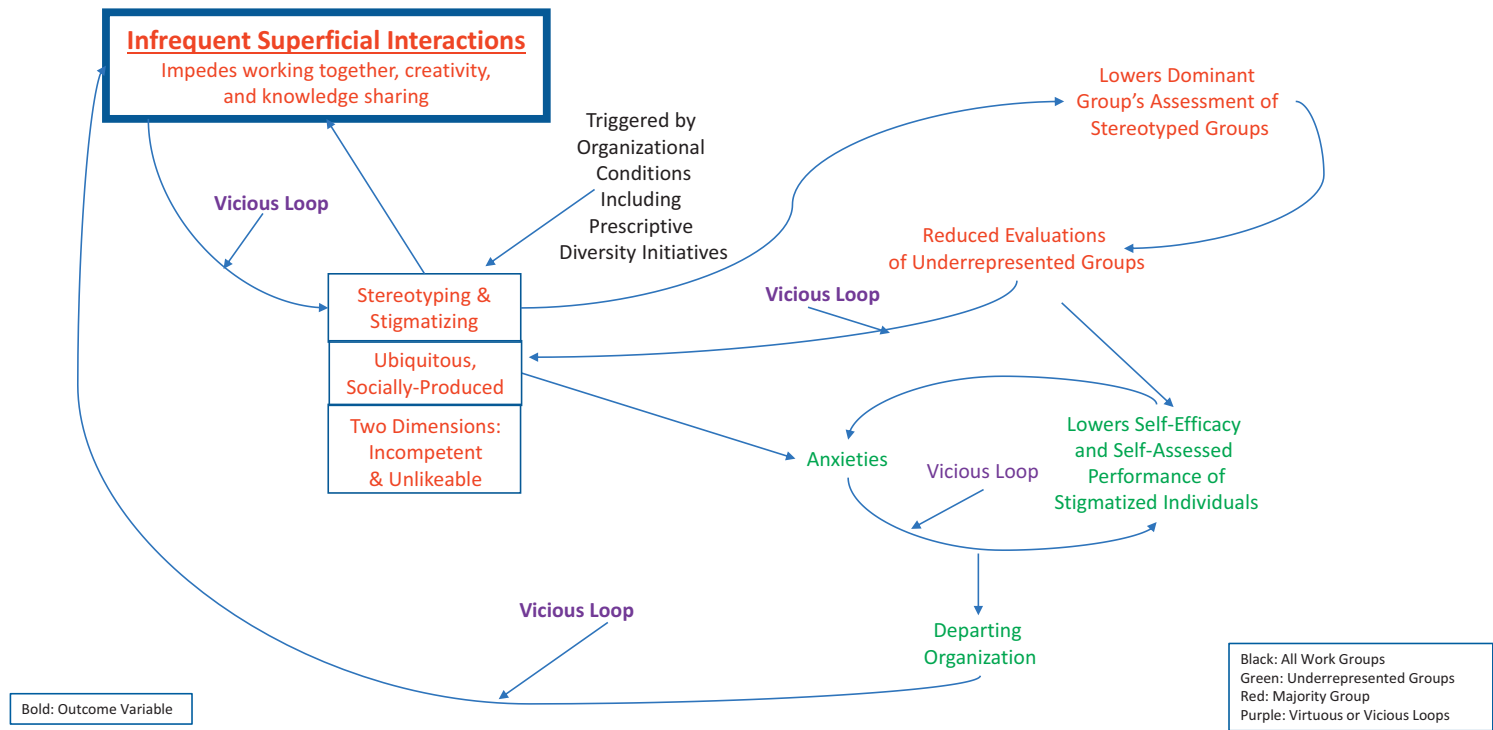 Infrequent Superficial Interactions
Impedes working together, creativity,
and knowledge sharing
Lowers Dominant
Group's Assessment of
Stereotyped Groups
Triggered by
Organizational
Conditions
Including
Prescriptive
Diversity Initiatives
Vicious Loop
Reduced Evaluations
of Underrepresented Groups
Vicious Loop
Stereotyping &
Stigmatizing
Ubiquitous,
Socially-Produced
Two Dimensions:
Incompetent
& Unlikeable
Anxieties
Vicious Loop
Lowers Self-Efficacy
and Self-Assessed
Performance of
Stigmatized Individuals
Vicious Loop
Departing
Organization
Bold: Outcome Variable
Black: All Work Groups
Green: Underrepresented Groups
Red: Majority Group
Purple: Virtuous or Vicious Loops